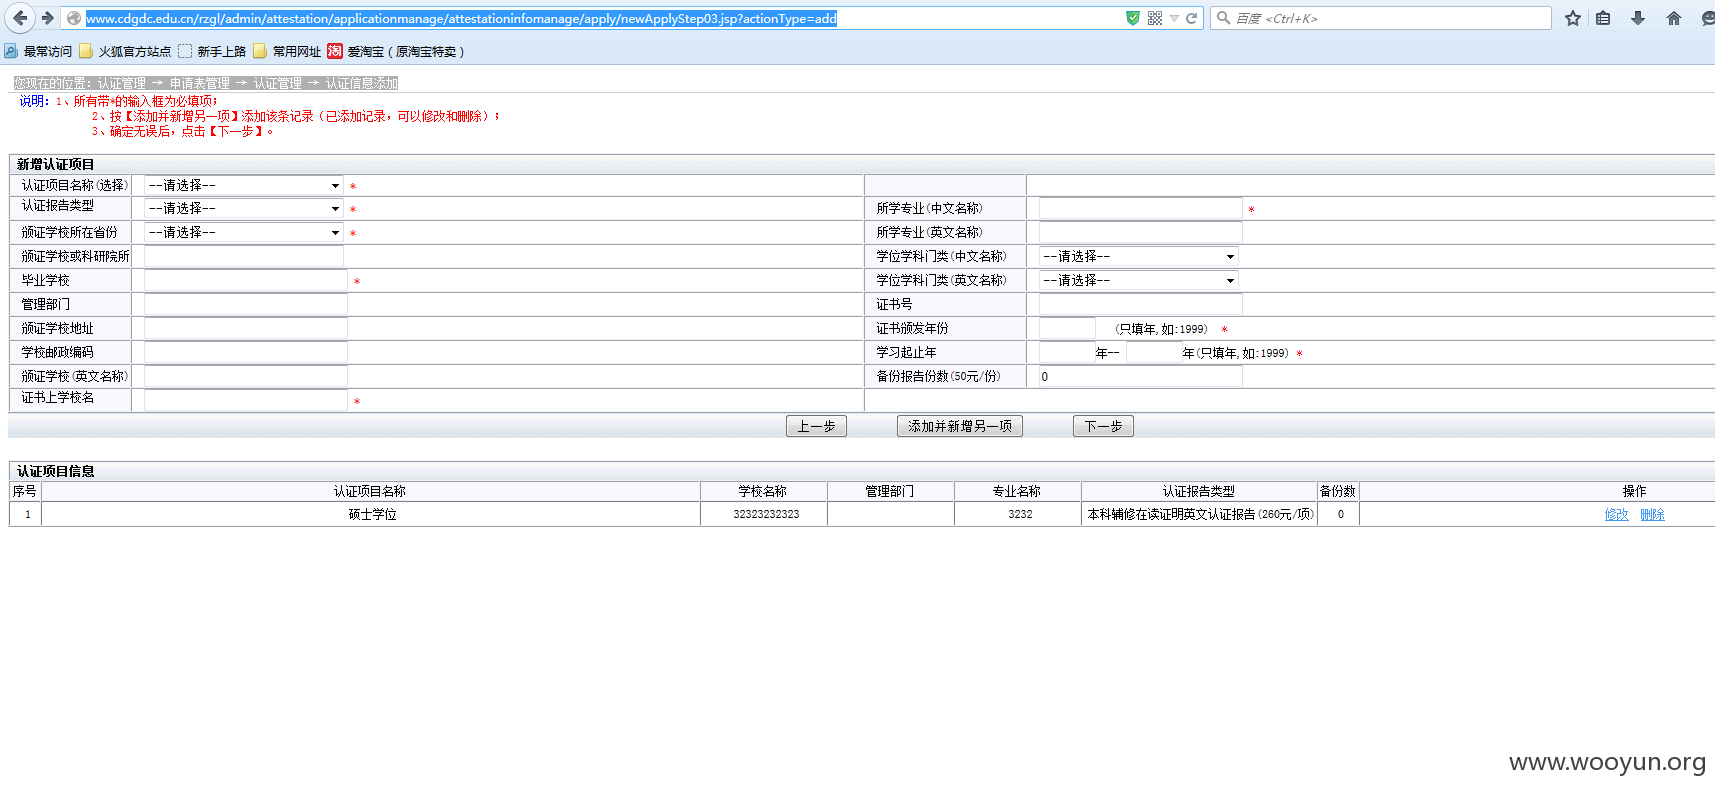 www.cdgdc.edu.cn/rzgl/admin/attestation/applicationmanage/attestationinfomanage/apply/newApplyStep03.jsp?actionType=add
百度 <Ctrl+K>
最常访问 火狐官方站点 新手上路 常用网址 淘 爱淘宝（原淘宝特卖）
您现在的位置：认证管理 → 申请表管理 → 认证管理 → 认证信息添加
说明：1、所有带*的输入框为必填项；
2、按【添加并新增另一项】添加该条记录（已添加记录，可以修改和删除）；
3、确定无误后，点击【下一步】。
新增认证项目
认证项目名称(选择) --请选择-- *
认证报告类型 --请选择-- * 所学专业(中文名称) *
颁证学校所在省份 --请选择-- * 所学专业(英文名称)
颁证学校或科研院所 学位学科门类(中文名称) --请选择--
毕业学校 * 学位学科门类(英文名称) --请选择--
管理部门 证书号
颁证学校地址 证书颁发年份 (只填年,如:1999) *
学校邮政编码 学习起止年 年-- 年(只填年,如:1999) *
颁证学校(英文名称) 备份报告份数(50元/份) 0
证书上学校名 *
上一步 添加并新增另一项 下一步
认证项目信息
序号 认证项目名称 学校名称 管理部门 专业名称 认证报告类型 备份数 操作
1 硕士学位 32323232323 3232 本科辅修在读证明英文认证报告(260元/项) 0 修改 删除
www.wooyun.org